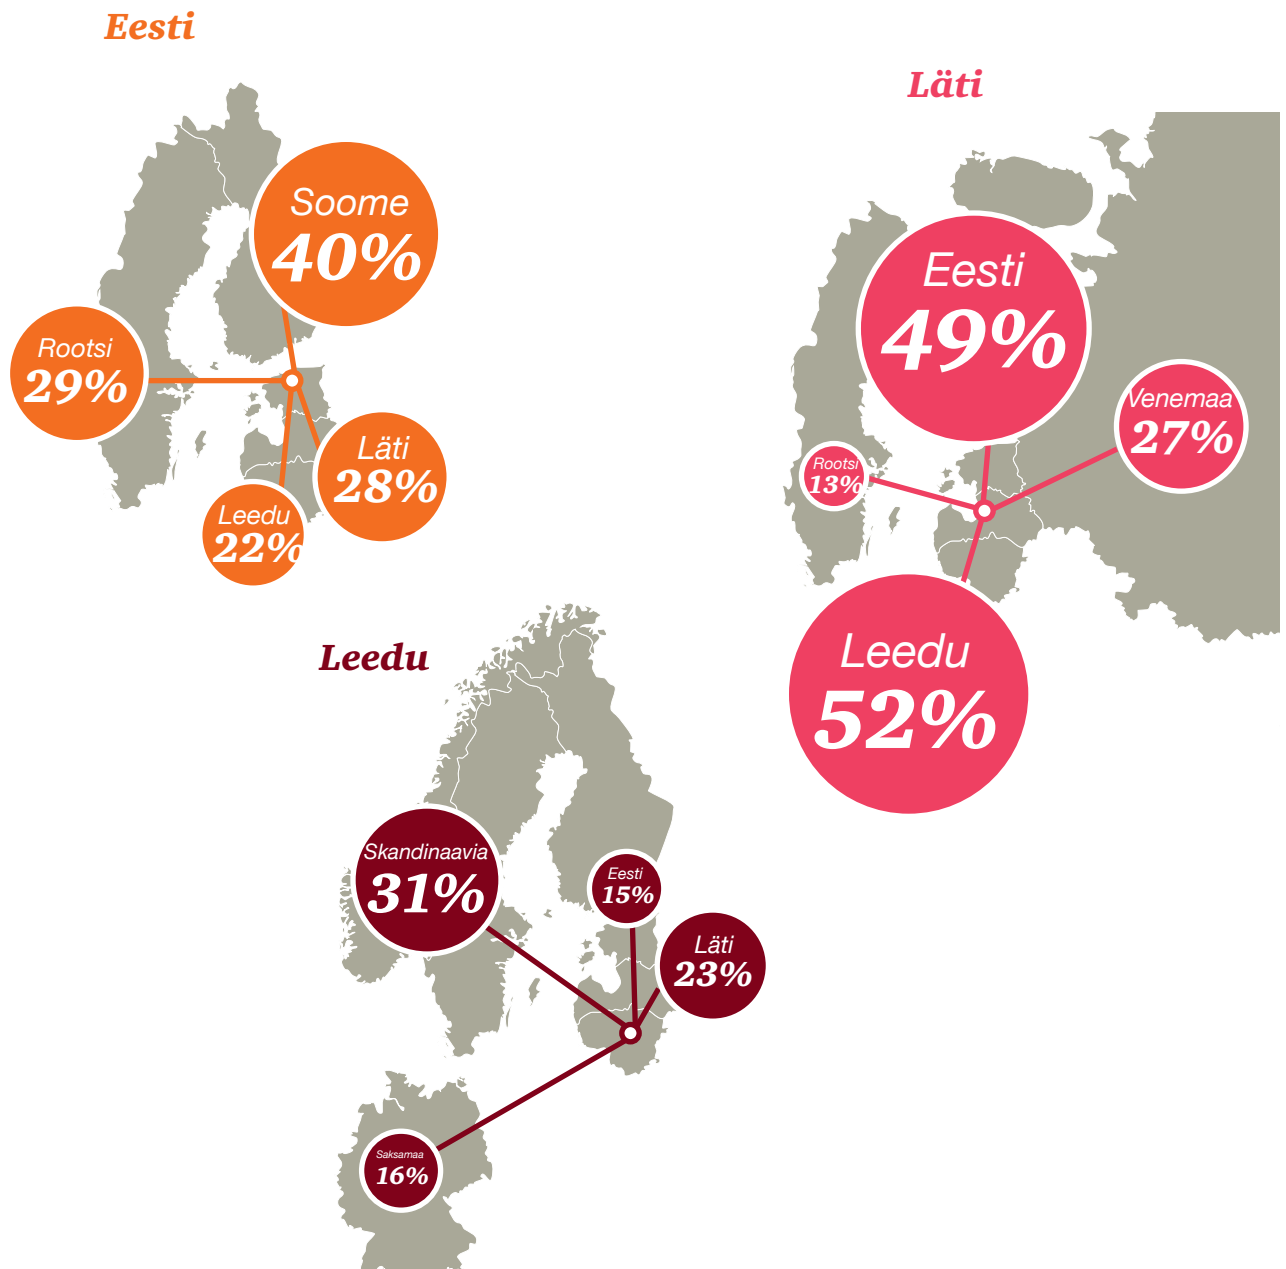 Eesti
Soome
40%
Rootsi
29%
Läti
28%
Leedu
22%
Läti
Eesti
49%
Venemaa
27%
Rootsi
13%
Leedu
52%
Leedu
Skandinaavia
31%
Eesti
15%
Läti
23%
Saksamaa
16%